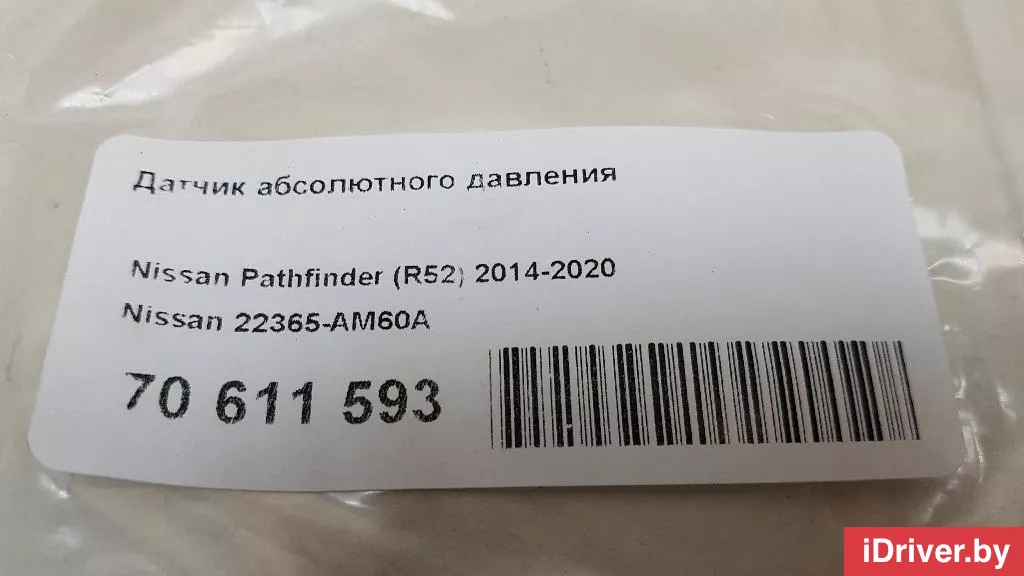 Датчик абсолютного давления
Nissan Pathfinder (R52) 2014-2020
Nissan 22365-AM60A
70 611 593
iDriver.by